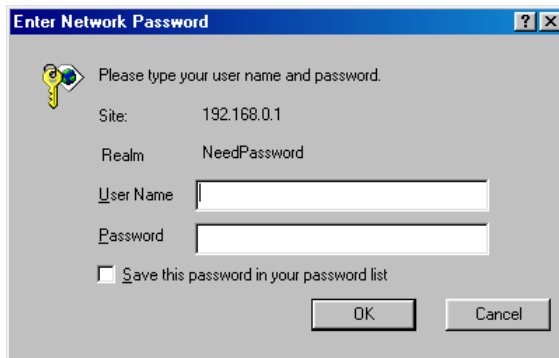 Enter Network Password
Please type your user name and password.
Site: 192.168.0.1
Realm NeedPassword
User Name
Password
Save this password in your password list
OK Cancel